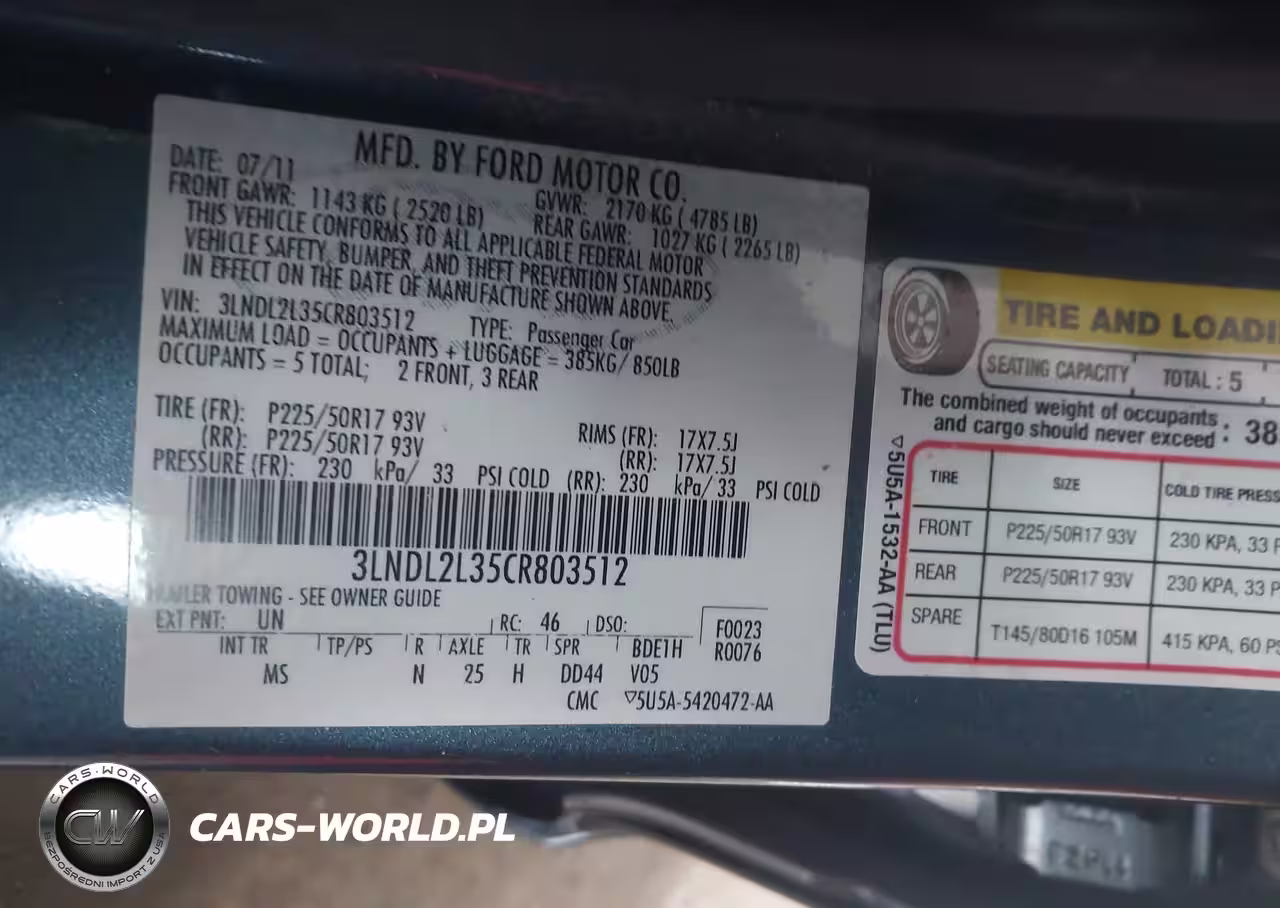 MFD. BY FORD MOTOR CO.
DATE: 07/11
GVWR: 2170 KG ( 4785 LB)
FRONT GAWR: 1143 KG ( 2520 LB)
REAR GAWR: 1027 KG ( 2265 LB)
THIS VEHICLE CONFORMS TO ALL APPLICABLE FEDERAL MOTOR
VEHICLE SAFETY, BUMPER, AND THEFT PREVENTION STANDARDS
IN EFFECT ON THE DATE OF MANUFACTURE SHOWN ABOVE.
VIN: 3LNDL2L35CR803512
TYPE: Passenger Car
MAXIMUM LOAD = OCCUPANTS + LUGGAGE = 385KG/ 850LB
OCCUPANTS = 5 TOTAL; 2 FRONT, 3 REAR
TIRE (FR): P225/50R17 93V
RIMS (FR): 17X7.5J
(RR): P225/50R17 93V
(RR): 17X7.5J
PRESSURE (FR): 230 kPa/ 33 PSI COLD (RR): 230 kPa/ 33 PSI COLD
3LNDL2L35CR803512
TRAILER TOWING - SEE OWNER GUIDE
EXT PNT: UN RC: 46 DSO:
F0023
R0076
INT TR TP/PS R AXLE TR SPR BDE1H
MS N 25 H DD44 V05
CMC ▽5U5A-5420472-AA
TIRE AND LOADI
SEATING CAPACITY TOTAL : 5
The combined weight of occupants
and cargo should never exceed : 38
▽5U5A-1532-AA (TLU)
TIRE SIZE COLD TIRE PRESS
FRONT P225/50R17 93V 230 KPA, 33 P
REAR P225/50R17 93V 230 KPA, 33 P
SPARE T145/80D16 105M 415 KPA, 60 PS
CARS-WORLD
CW
BEZPOŚREDNI IMPORT Z USA
CARS-WORLD.PL